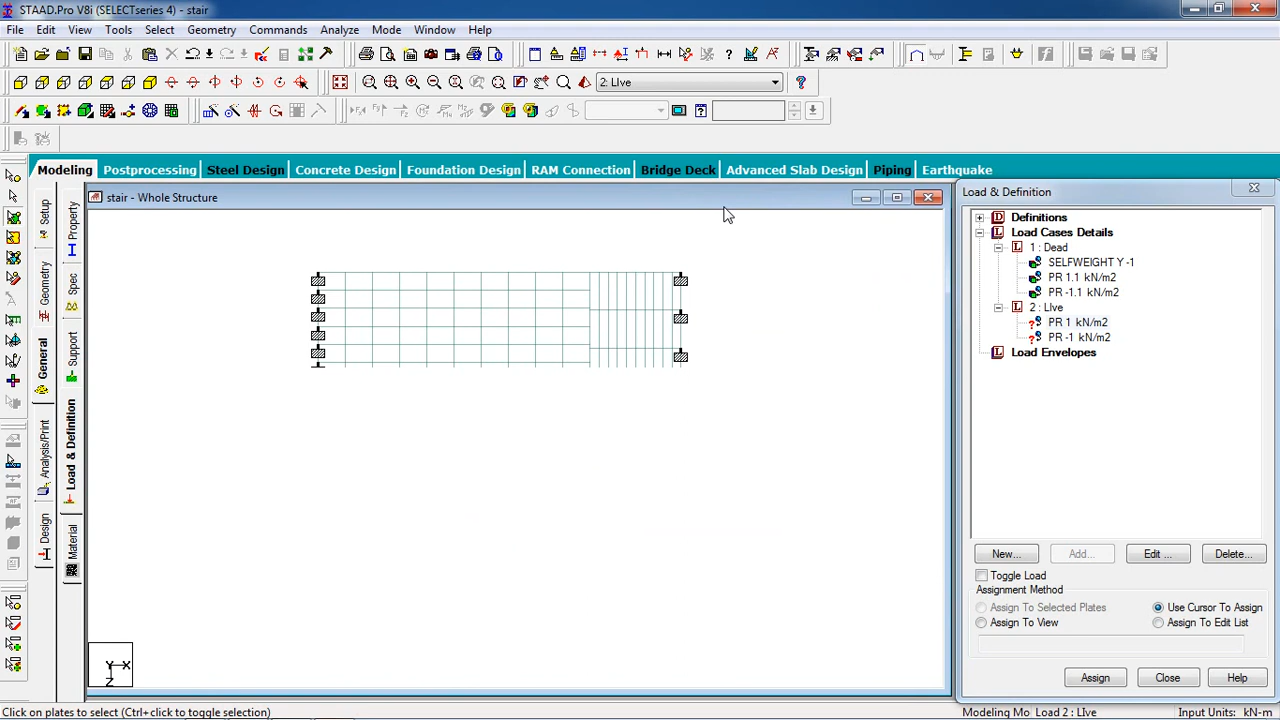 STAAD.Pro V8i (SELECTseries 4) - stair
File Edit View Tools Select Geometry Commands Analyze Mode Window Help
2: LIve
Modeling Postprocessing Steel Design Concrete Design Foundation Design RAM Connection Bridge Deck Advanced Slab Design Piping Earthquake
Setup
Geometry
General
Analysis/Print
Design
Property
Spec
Support
Load & Definition
Material
stair - Whole Structure
Load & Definition
Definitions
Load Cases Details
1 : Dead
SELFWEIGHT Y -1
PR 1.1 kN/m2
PR -1.1 kN/m2
2 : LIve
PR 1 kN/m2
PR -1 kN/m2
Load Envelopes
New... Add... Edit ... Delete...
Toggle Load
Assignment Method
Assign To Selected Plates Use Cursor To Assign
Assign To View Assign To Edit List
Assign Close Help
Y X
Z
Click on plates to select (Ctrl+click to toggle selection) Modeling Mo Load 2 : LIve Input Units: kN-m